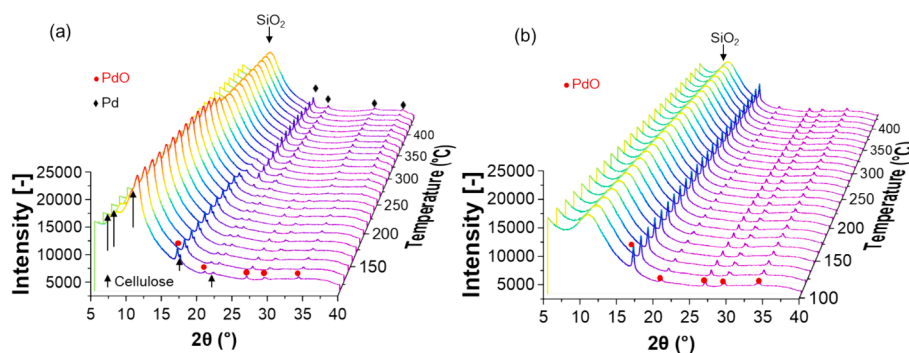 (a)
SiO₂
PdO
Pd
25000
20000
15000
10000
5000
Intensity [-]
Cellulose
5 10 15 20 25 30 35 40
2θ (°)
150
200
250
300
350
400
Temperature (°C)
(b)
SiO₂
PdO
25000
20000
15000
10000
5000
Intensity [-]
5 10 15 20 25 30 35 40
2θ (°)
100
150
200
250
300
350
400
Temperature (°C)